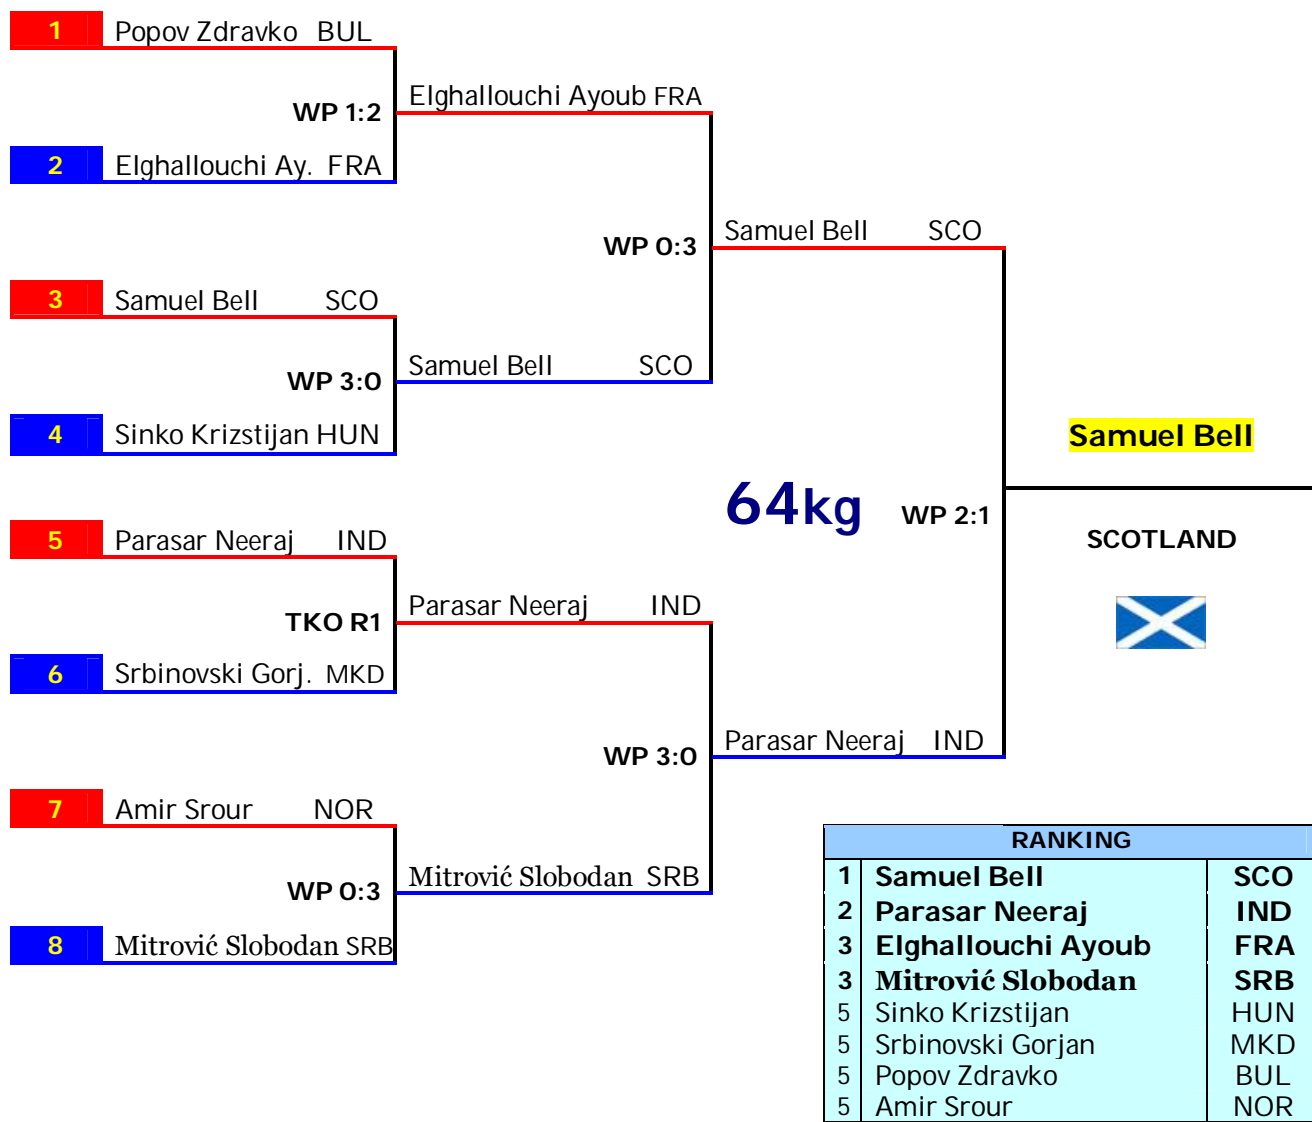 1 Popov Zdravko BUL
WP 1:2 Elghallouchi Ayoub FRA
2 Elghallouchi Ay. FRA
WP 0:3 Samuel Bell SCO
3 Samuel Bell SCO
WP 3:0 Samuel Bell SCO
4 Sinko Krizstijan HUN
Samuel Bell
64kg WP 2:1
SCOTLAND
5 Parasar Neeraj IND
TKO R1 Parasar Neeraj IND
6 Srbinovski Gorj. MKD
WP 3:0 Parasar Neeraj IND
7 Amir Srour NOR
WP 0:3 Mitrović Slobodan SRB
8 Mitrović Slobodan SRB
RANKING
1 Samuel Bell SCO
2 Parasar Neeraj IND
3 Elghallouchi Ayoub FRA
3 Mitrović Slobodan SRB
5 Sinko Krizstijan HUN
5 Srbinovski Gorjan MKD
5 Popov Zdravko BUL
5 Amir Srour NOR